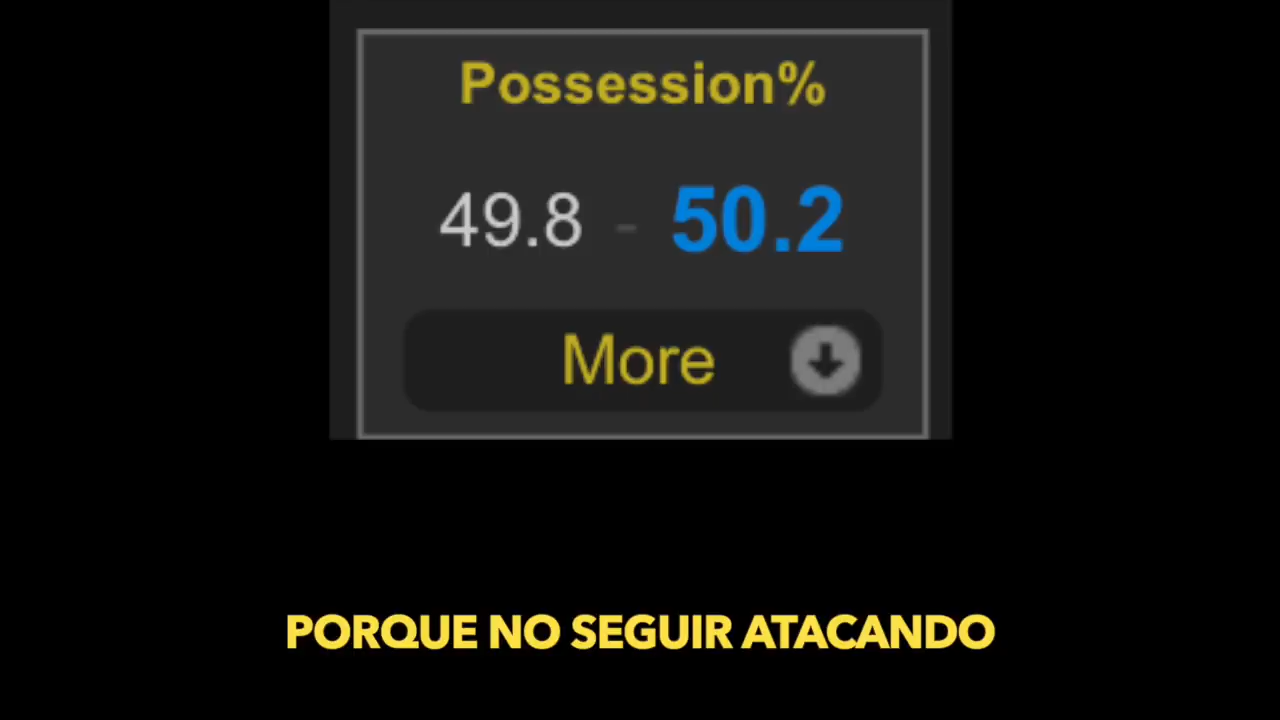 Possession%
49.8 - 50.2
More
PORQUE NO SEGUIR ATACANDO